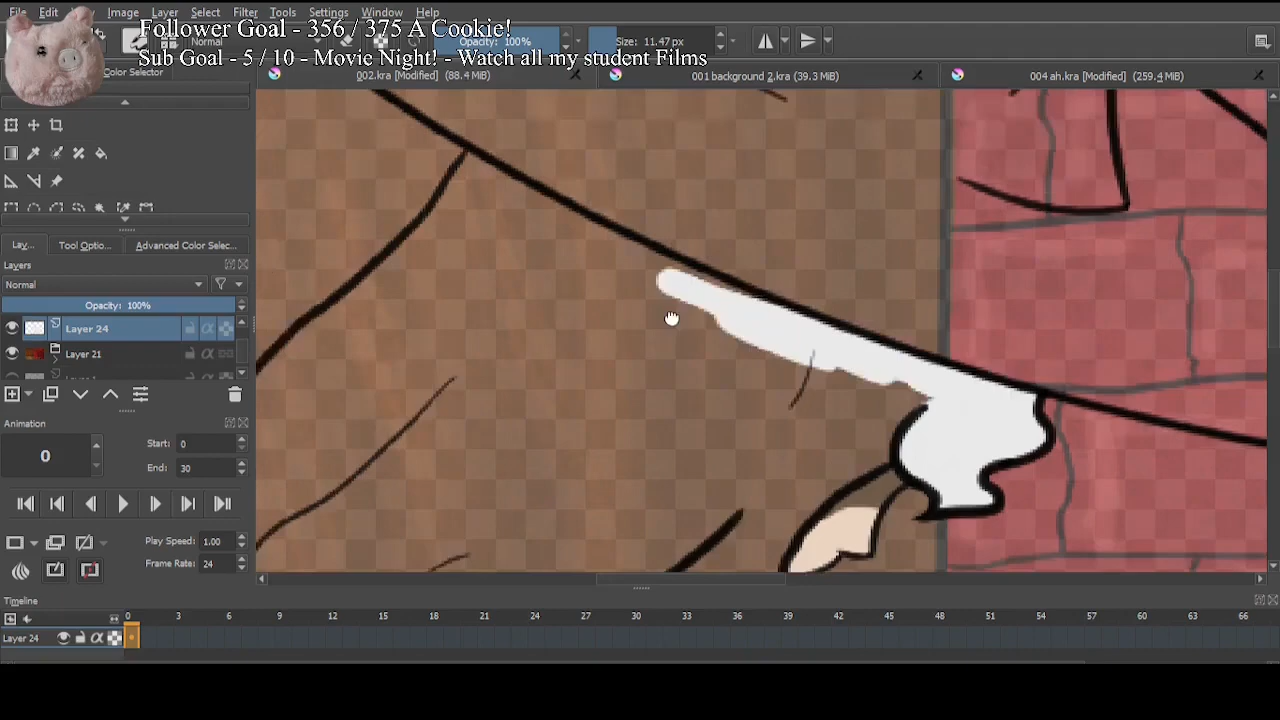 File Edit Image Layer Select Filter Tools Settings Window Help
Follower Goal - 356 / 375 A Cookie!
Normal Opacity: 100% Size: 11.47 px
Sub Goal - 5 / 10 - Movie Night! - Watch all my student Films
Color Selector
002.kra [Modified] (88.4 MiB)
001 background 2.kra (39.3 MiB)
004 ah.kra [Modified] (259.4 MiB)
Lay... Tool Optio... Advanced Color Selec...
Layers
Normal
Opacity: 100%
Layer 24
Layer 21
Animation
0
Start: 0
End: 30
Play Speed: 1.00
Frame Rate: 24
Timeline
0 3 6 9 12 15 18 21 24 27 30 33 36 39 42 45 48 51 54 57 60 63 66
Layer 24